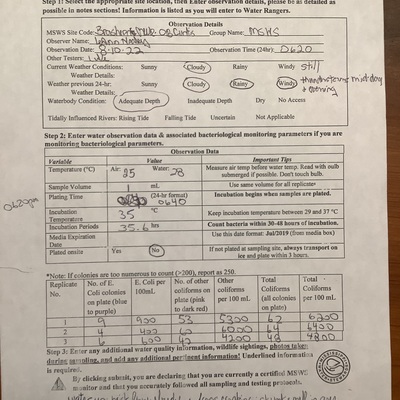 Step 1: Select the appropriate site location, then Enter observation details, please be as detailed as
possible in notes sections! Information is listed as you will enter to Water Rangers.
Observation Details
MSWS Site Code: Group Name: MSWS
Observer Name:
Observation Date: 8-10-22 Observation Time (24hr) 0620
Other Testers:
Current Weather Conditions: Sunny Cloudy Rainy Windy still
Weather Details:
Weather previous 24-hr: Sunny Cloudy Rainy Windy
Weather Details:
Waterbody Condition: Adequate Depth Inadequate Depth Dry No Access
Tidally Influenced Rivers: Rising Tide Falling Tide Uncertain Not Applicable
Step 2: Enter water observation data & associated bacteriological monitoring parameters if you are
monitoring bacteriological parameters.
Observation Data
Variable Value Important Tips
Temperature (°C) Air: 25 Water: 28 Measure air temp before water temp. Read with bulb
submerged if possible. Don't touch bulb.
Sample Volume 1 mL Use same volume for all replicates
Plating Time (24-hr format) 0640 Incubation begins when samples are plated.
Incubation
Temperature 35 °C Keep incubation temperature between 29 and 37 °C
Incubation Periods 35.6 hrs Count bacteria within 30-48 hours of incubation.
Media Expiration
Date Use this date format: Jul/2019 (from media box)
Plated onsite Yes No If not plated at sampling site, always transport on
ice and plate within 3 hours.
*Note: If colonies are too numerous to count (>200), report as 250.
Replicate
No. No. of E.
Coli colonies
on plate (blue
to purple) E. Coli per
100mL No. of other
coliforms on
plate (pink
to dark red) Other
coliforms
per 100 mL Total
Coliforms
(all colonies
on plate) Total
Coliforms
per 100 mL
1 9 900 53 5300 62 6200
2 4 400 60 6000 64 6400
3 6 600 42 4200 48 4800
Step 3: Enter any additional water quality information, wildlife sightings, photos taken
during sampling, and add any additional pertinent information! Underlined information
is required.
By clicking submit, you are declaring that you are currently a certified MSWS
monitor and that you accurately followed all sampling and testing protocols.